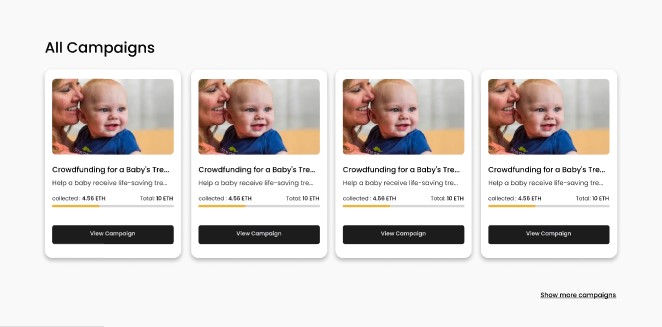 All Campaigns
Crowdfunding for a Baby's Tre...
Help a baby receive life-saving tre...
collected : 4.56 ETH Total: 10 ETH
View Campaign
Crowdfunding for a Baby's Tre...
Help a baby receive life-saving tre...
collected : 4.56 ETH Total: 10 ETH
View Campaign
Crowdfunding for a Baby's Tre...
Help a baby receive life-saving tre...
collected : 4.56 ETH Total: 10 ETH
View Campaign
Crowdfunding for a Baby's Tre...
Help a baby receive life-saving tre...
collected : 4.56 ETH Total: 10 ETH
View Campaign
Show more campaigns